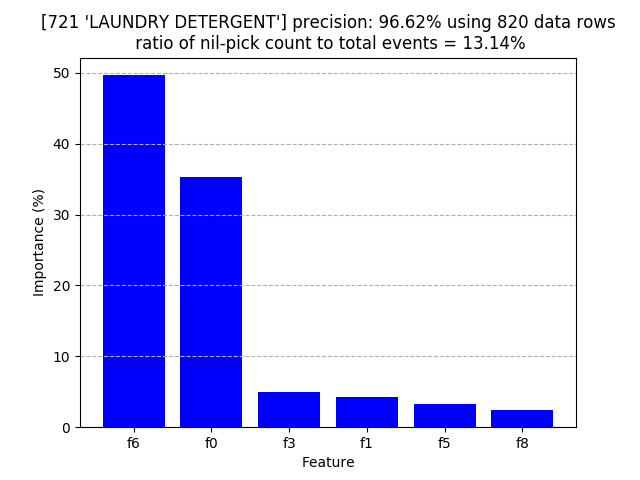 [721 'LAUNDRY DETERGENT'] precision: 96.62% using 820 data rows
ratio of nil-pick count to total events = 13.14%
50
40
30
20
10
0
Importance (%)
f6 f0 f3 f1 f5 f8
Feature